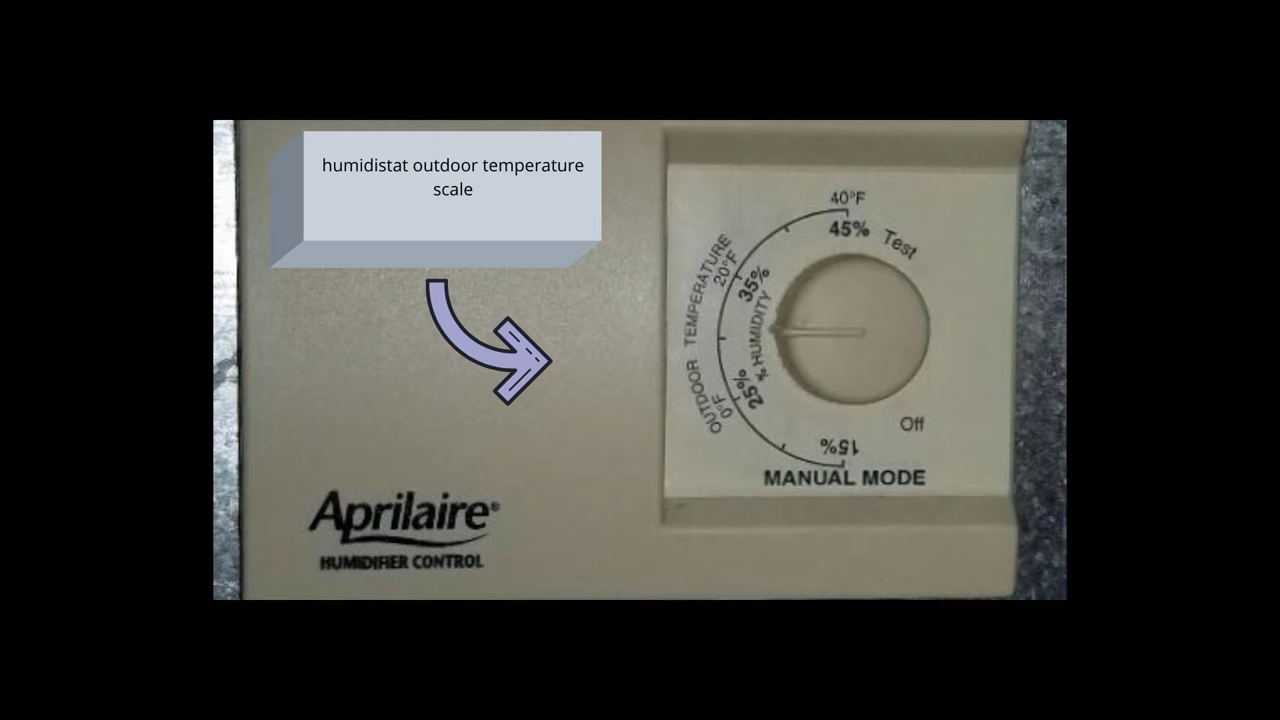 humidistat outdoor temperature
scale
40°F
45%
Test
OUTDOOR TEMPERATURE
20°F
35%
% HUMIDITY
25%
0°F
Off
15%
MANUAL MODE
Aprilaire®
HUMIDIFIER CONTROL